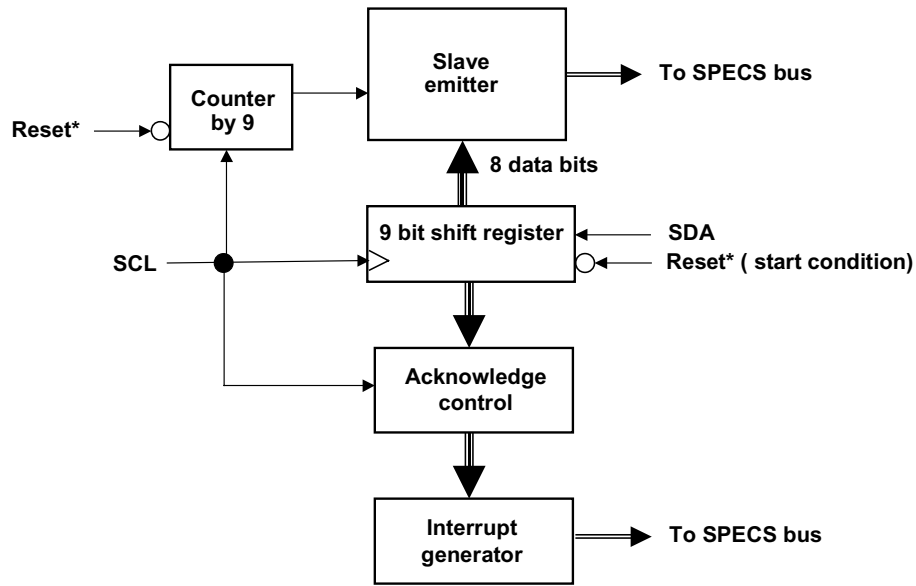 Slave
emitter
To SPECS bus
Counter
by 9
Reset*
8 data bits
9 bit shift register
SDA
SCL
Reset* ( start condition)
Acknowledge
control
Interrupt
generator
To SPECS bus